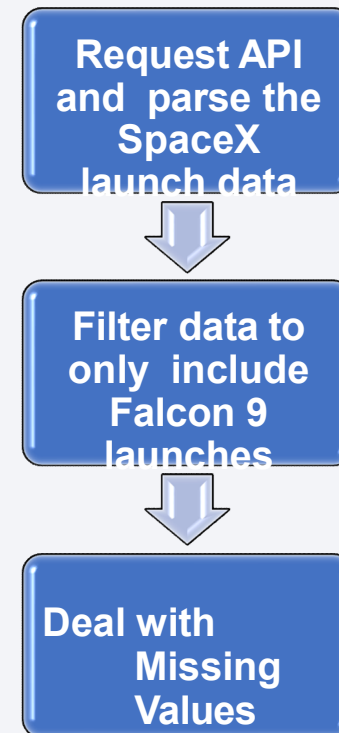 Request API
and parse the
SpaceX
launch data
Filter data to
only include
Falcon 9
launches
Deal with
Missing
Values